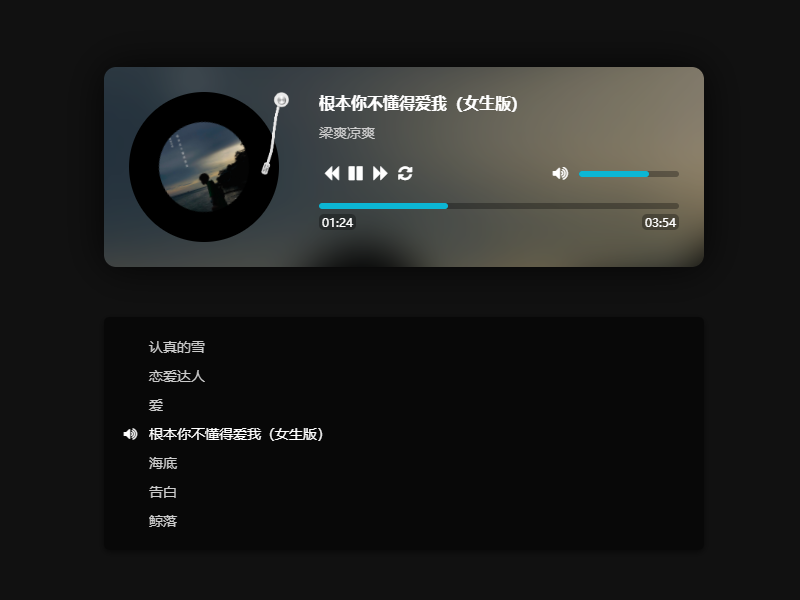 根本你不懂得爱我（女生版）
梁爽凉爽
01:24
03:54
认真的雪
恋爱达人
爱
根本你不懂得爱我（女生版）
海底
告白
鲸落